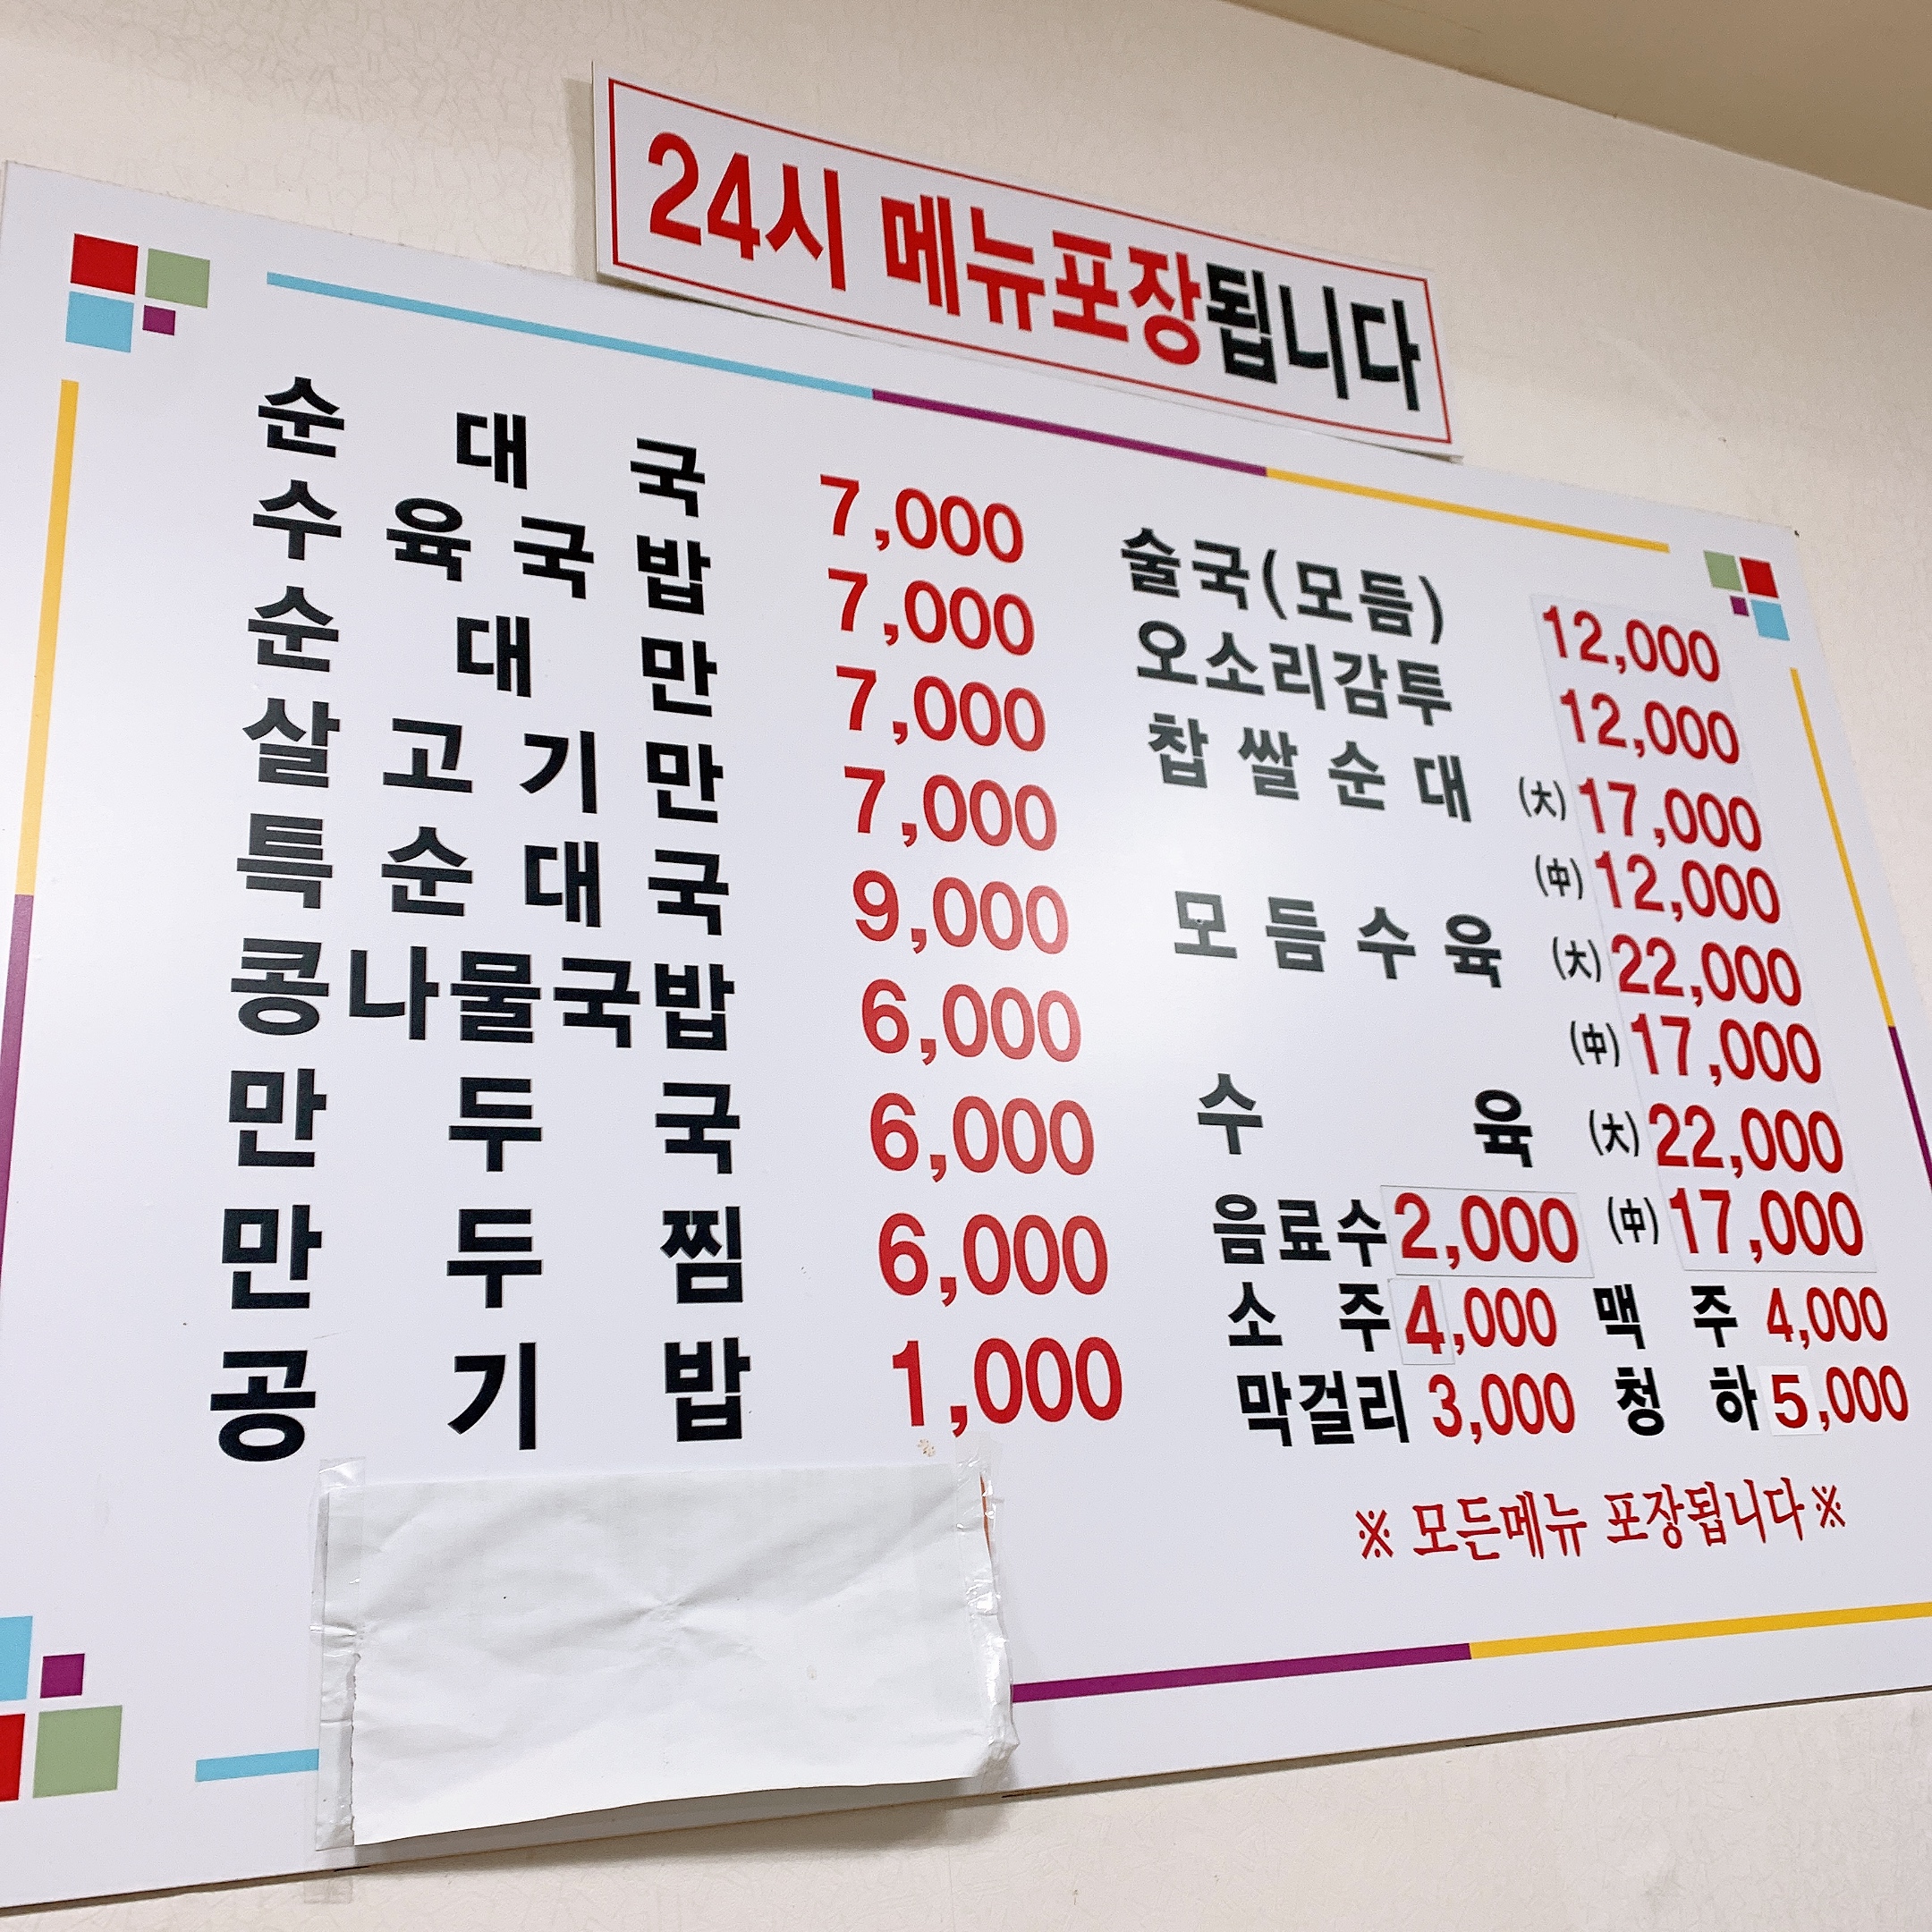 24시 메뉴포장됩니다
순대국 7,000
수육국밥 7,000
순대만 7,000
살고기만 7,000
특순대국 9,000
콩나물국밥 6,000
만두국 6,000
만두찜 6,000
공기밥 1,000
술국(모듬) 12,000
오소리감투 12,000
찹쌀순대 (大) 17,000
(中) 12,000
모듬수육 (大) 22,000
(中) 17,000
수육 (大) 22,000
(中) 17,000
음료수 2,000
소주 4,000 맥주 4,000
막걸리 3,000 청하 5,000
※ 모든메뉴 포장됩니다 ※